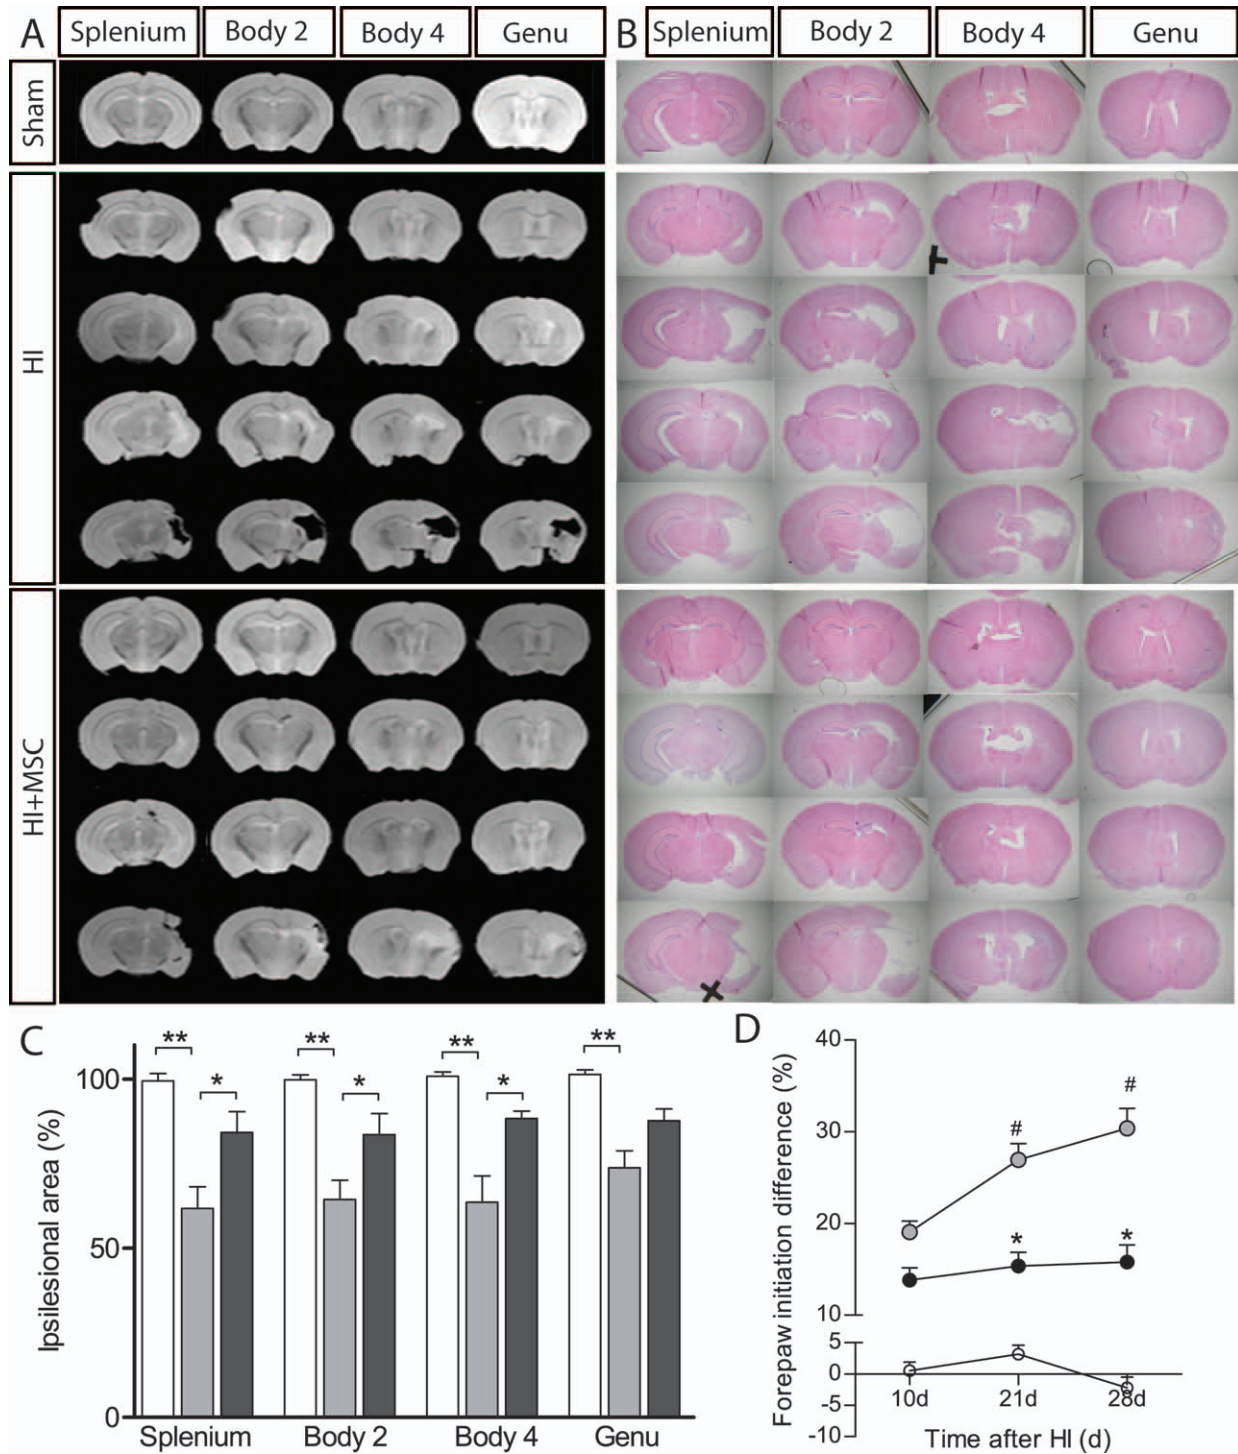 A
Splenium
Body 2
Body 4
Genu
B
Splenium
Body 2
Body 4
Genu
Sham
HI
HI+MSC
C
**
**
**
**
*
*
*
100
50
0
Ipsilesional area (%)
Splenium
Body 2
Body 4
Genu
D
40
30
20
10
5
0
-5
-10
Forepaw initiation difference (%)
#
#
*
*
10d
21d
28d
Time after HI (d)